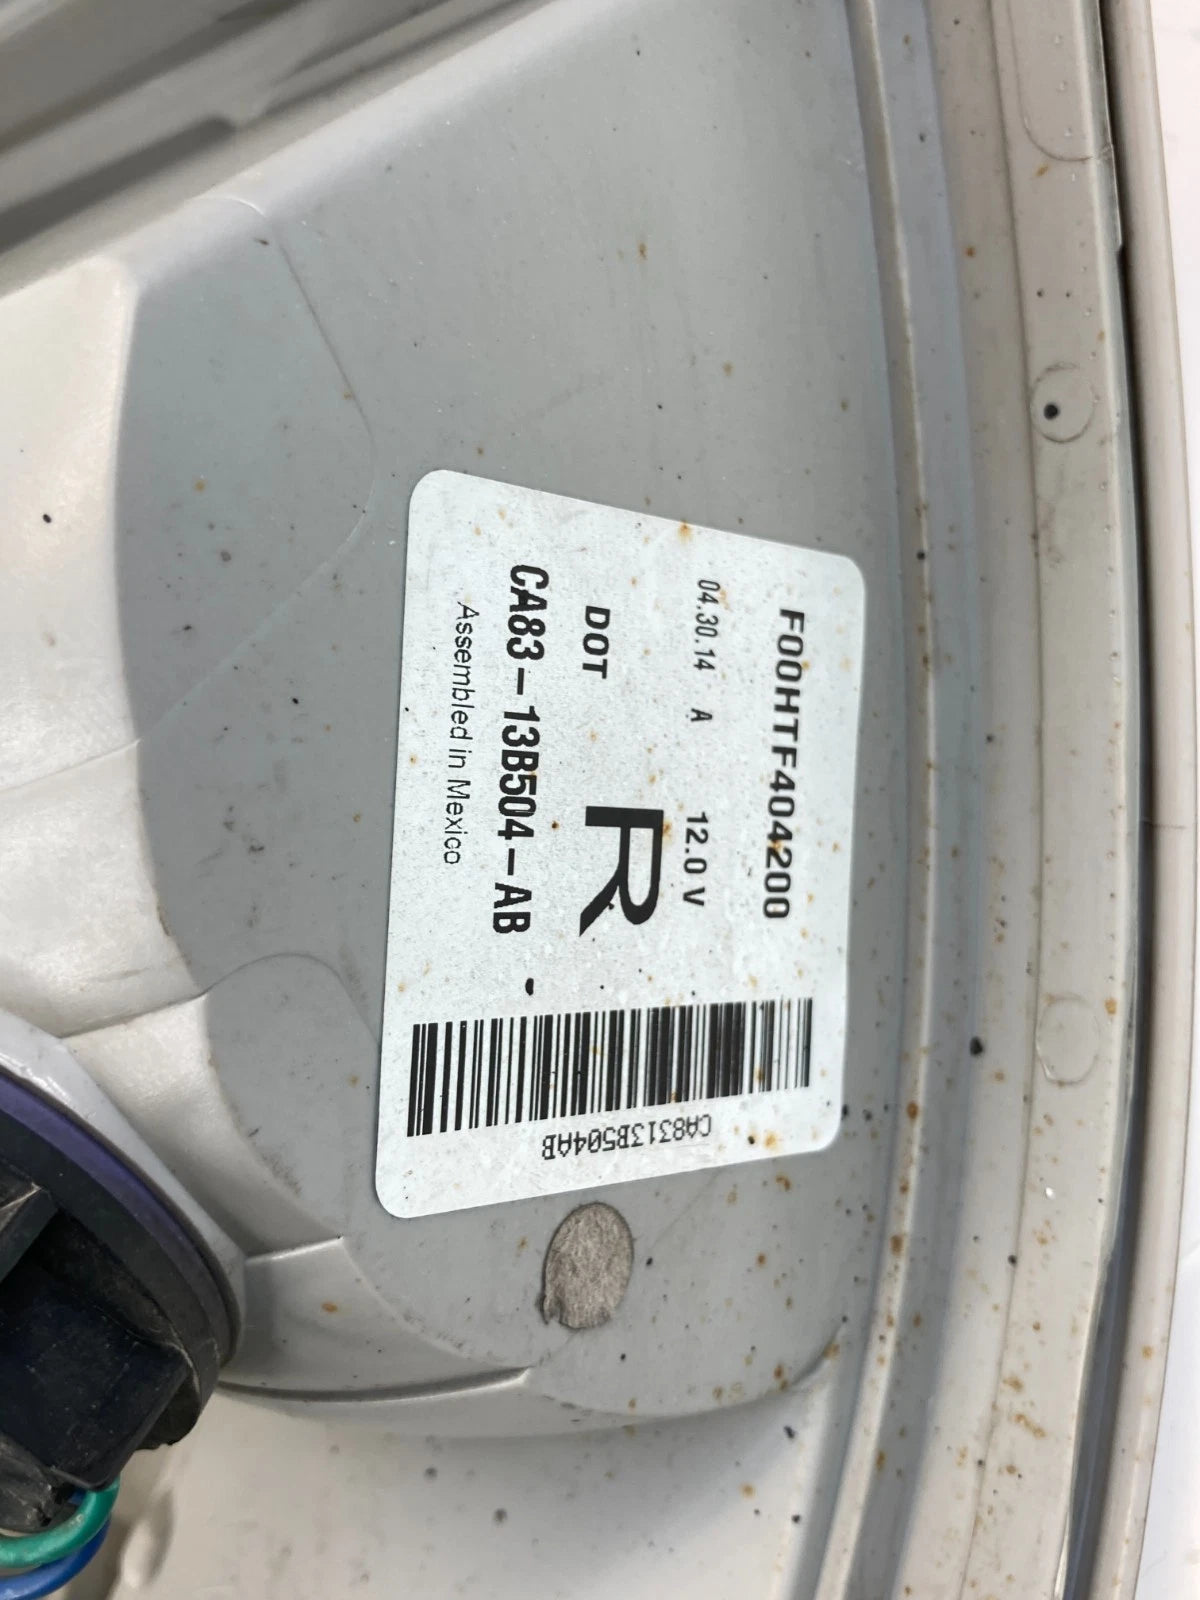 F00HTF404200
04.30.14 A 12.0 V
DOT R
CA83-13B504-AB -
Assembled in Mexico
CA8313B504AB